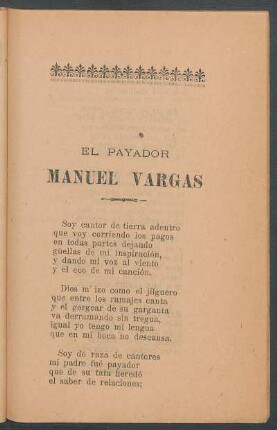 EL PAYADOR
MANUEL VARGAS
Soy cantor de tierra adentro
que voy corriendo los pagos
en todas partes dejando
güellas de mi inspiración,
y dando mi voz al viento
y el eco de mi canción.
Dios m' izo como el jilguero
que entre los ramajes canta
y el gorgear de su garganta
va derramando sin tregua,
igual yo tengo mi lengua
que en mi boca no descansa.
Soy de raza de cantores
mi padre fué payador
que de su tata heredó
el saber de relaciones;